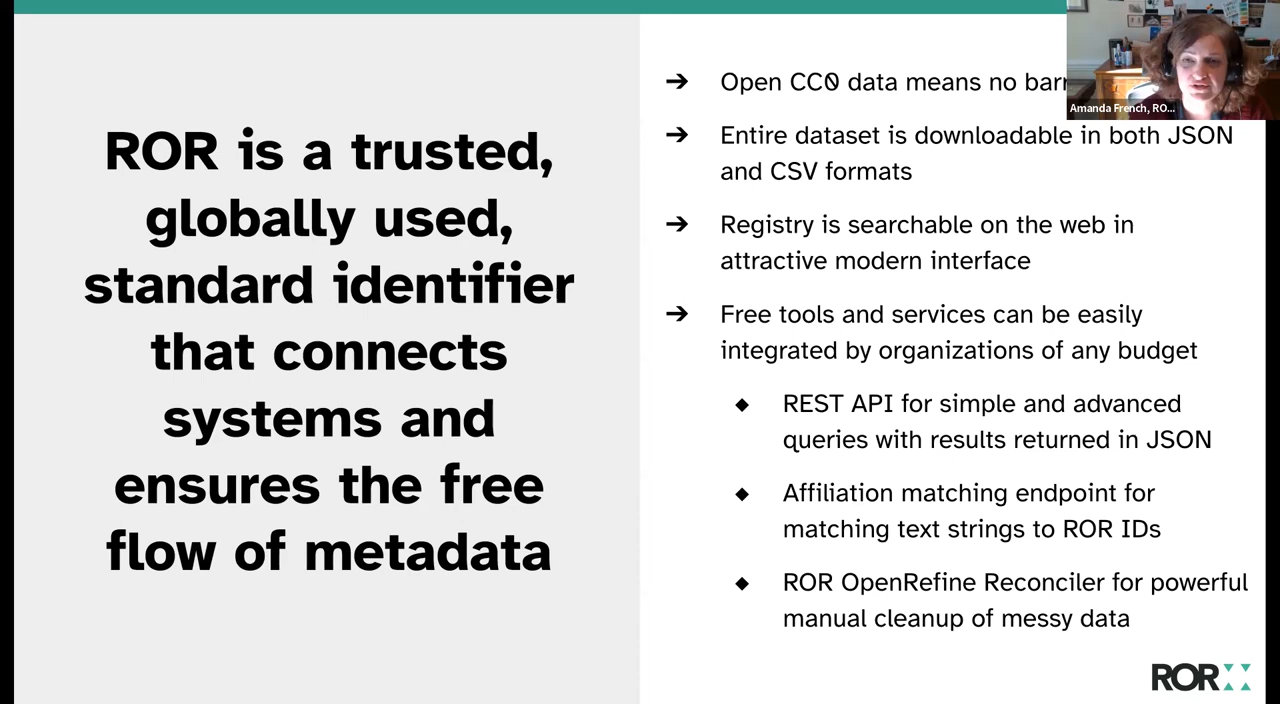 ROR is a trusted,
globally used,
standard identifier
that connects
systems and
ensures the free
flow of metadata
➔ Open CC0 data means no
➔ Entire dataset is downloadable in both JSON
and CSV formats
➔ Registry is searchable on the web in
attractive modern interface
➔ Free tools and services can be easily
integrated by organizations of any budget
◆ REST API for simple and advanced
queries with results returned in JSON
◆ Affiliation matching endpoint for
matching text strings to ROR IDs
◆ ROR OpenRefine Reconciler for powerful
manual cleanup of messy data
Amanda French, RO...
ROR